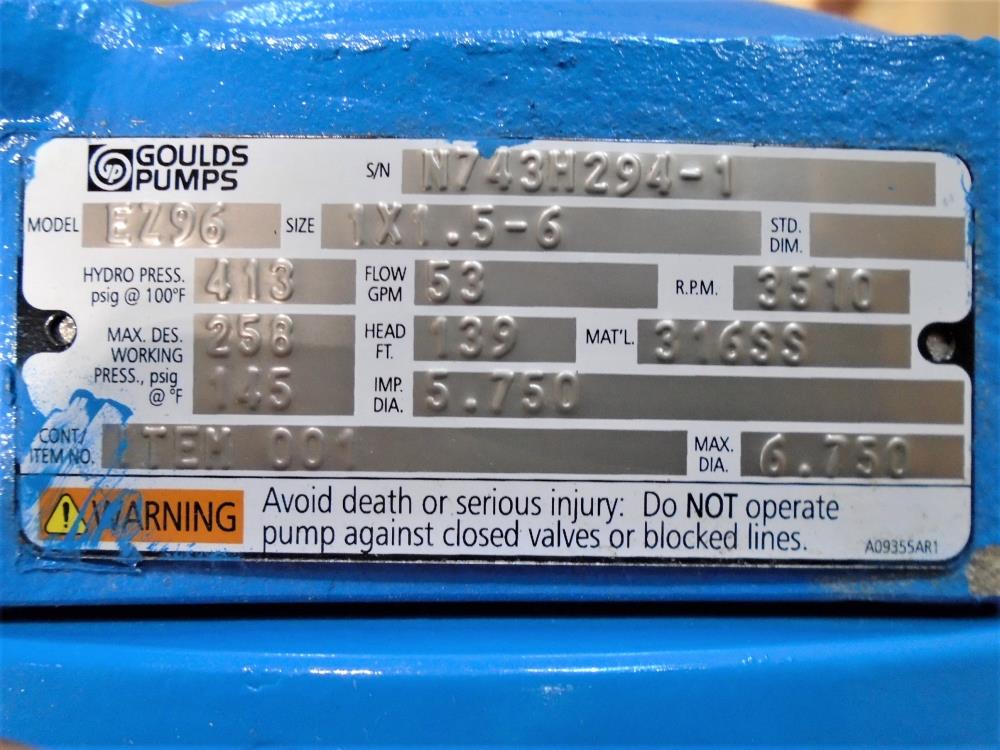 GOULDS PUMPS
S/N N743H294-1
MODEL EZ96 SIZE 1X1.5-6 STD. DIM.
HYDRO PRESS. psig @ 100°F 413 FLOW GPM 53 R.P.M. 3510
MAX. DES. WORKING PRESS., psig @ °F 258 145 HEAD FT. 139 MAT'L. 316SS
IMP. DIA. 5.750
CONT./ ITEM NO. ITEM 001 MAX. DIA. 6.750
WARNING Avoid death or serious injury: Do NOT operate
pump against closed valves or blocked lines.
A09355AR1